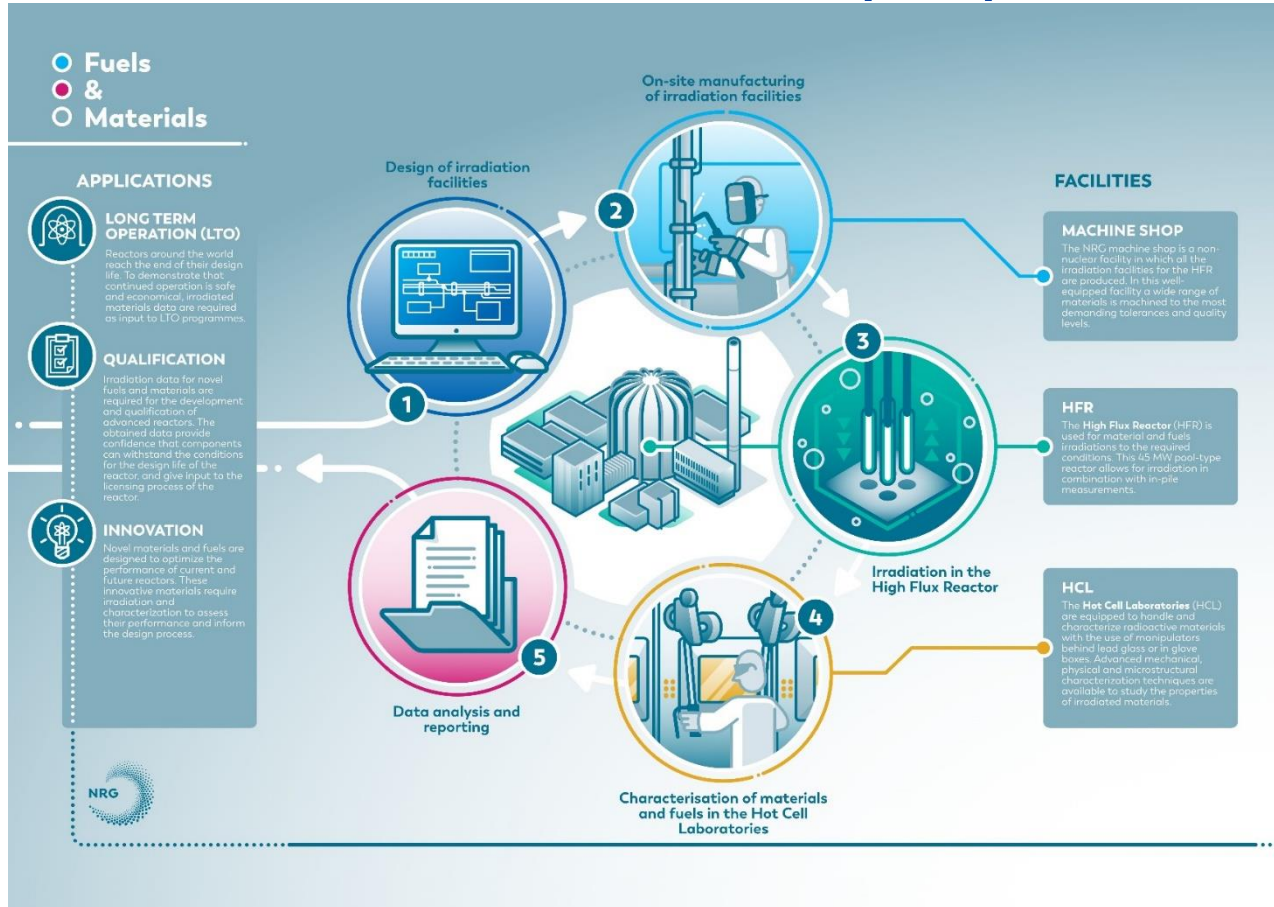 Fuels
&
Materials
APPLICATIONS
LONG TERM
OPERATION (LTO)
Reactors around the world
reach the end of their design
life. To demonstrate that
continued operation is safe
and economical, irradiated
materials data are required
as input to LTO programmes.
QUALIFICATION
Irradiation data for novel
fuels and materials are
required for the development
and qualification of
advanced reactors. The
obtained data provide
confidence that components
can withstand the conditions
for the design life of the
reactor, and give input to the
licensing process of the
reactor.
INNOVATION
Novel materials and fuels are
designed to optimize the
performance of current and
future reactors. These
innovative materials require
irradiation and
characterization to assess
their performance and inform
the design process.
NRG
Design of irradiation
facilities
1
On-site manufacturing
of irradiation facilities
2
3
Irradiation in the
High Flux Reactor
4
Characterisation of materials
and fuels in the Hot Cell
Laboratories
5
Data analysis and
reporting
FACILITIES
MACHINE SHOP
The NRG machine shop is a non-
nuclear facility in which all the
irradiation facilities for the HFR
are produced. In this well-
equipped facility a wide range of
materials is machined to the most
demanding tolerances and quality
levels.
HFR
The High Flux Reactor (HFR) is
used for material and fuels
irradiations to the required
conditions. This 45 MW pool-type
reactor allows for irradiation in
combination with in-pile
measurements.
HCL
The Hot Cell Laboratories (HCL)
are equipped to handle and
characterize radioactive materials
with the use of manipulators
behind lead glass or in glove
boxes. Advanced mechanical,
physical and microstructural
characterization techniques are
available to study the properties
of irradiated materials.